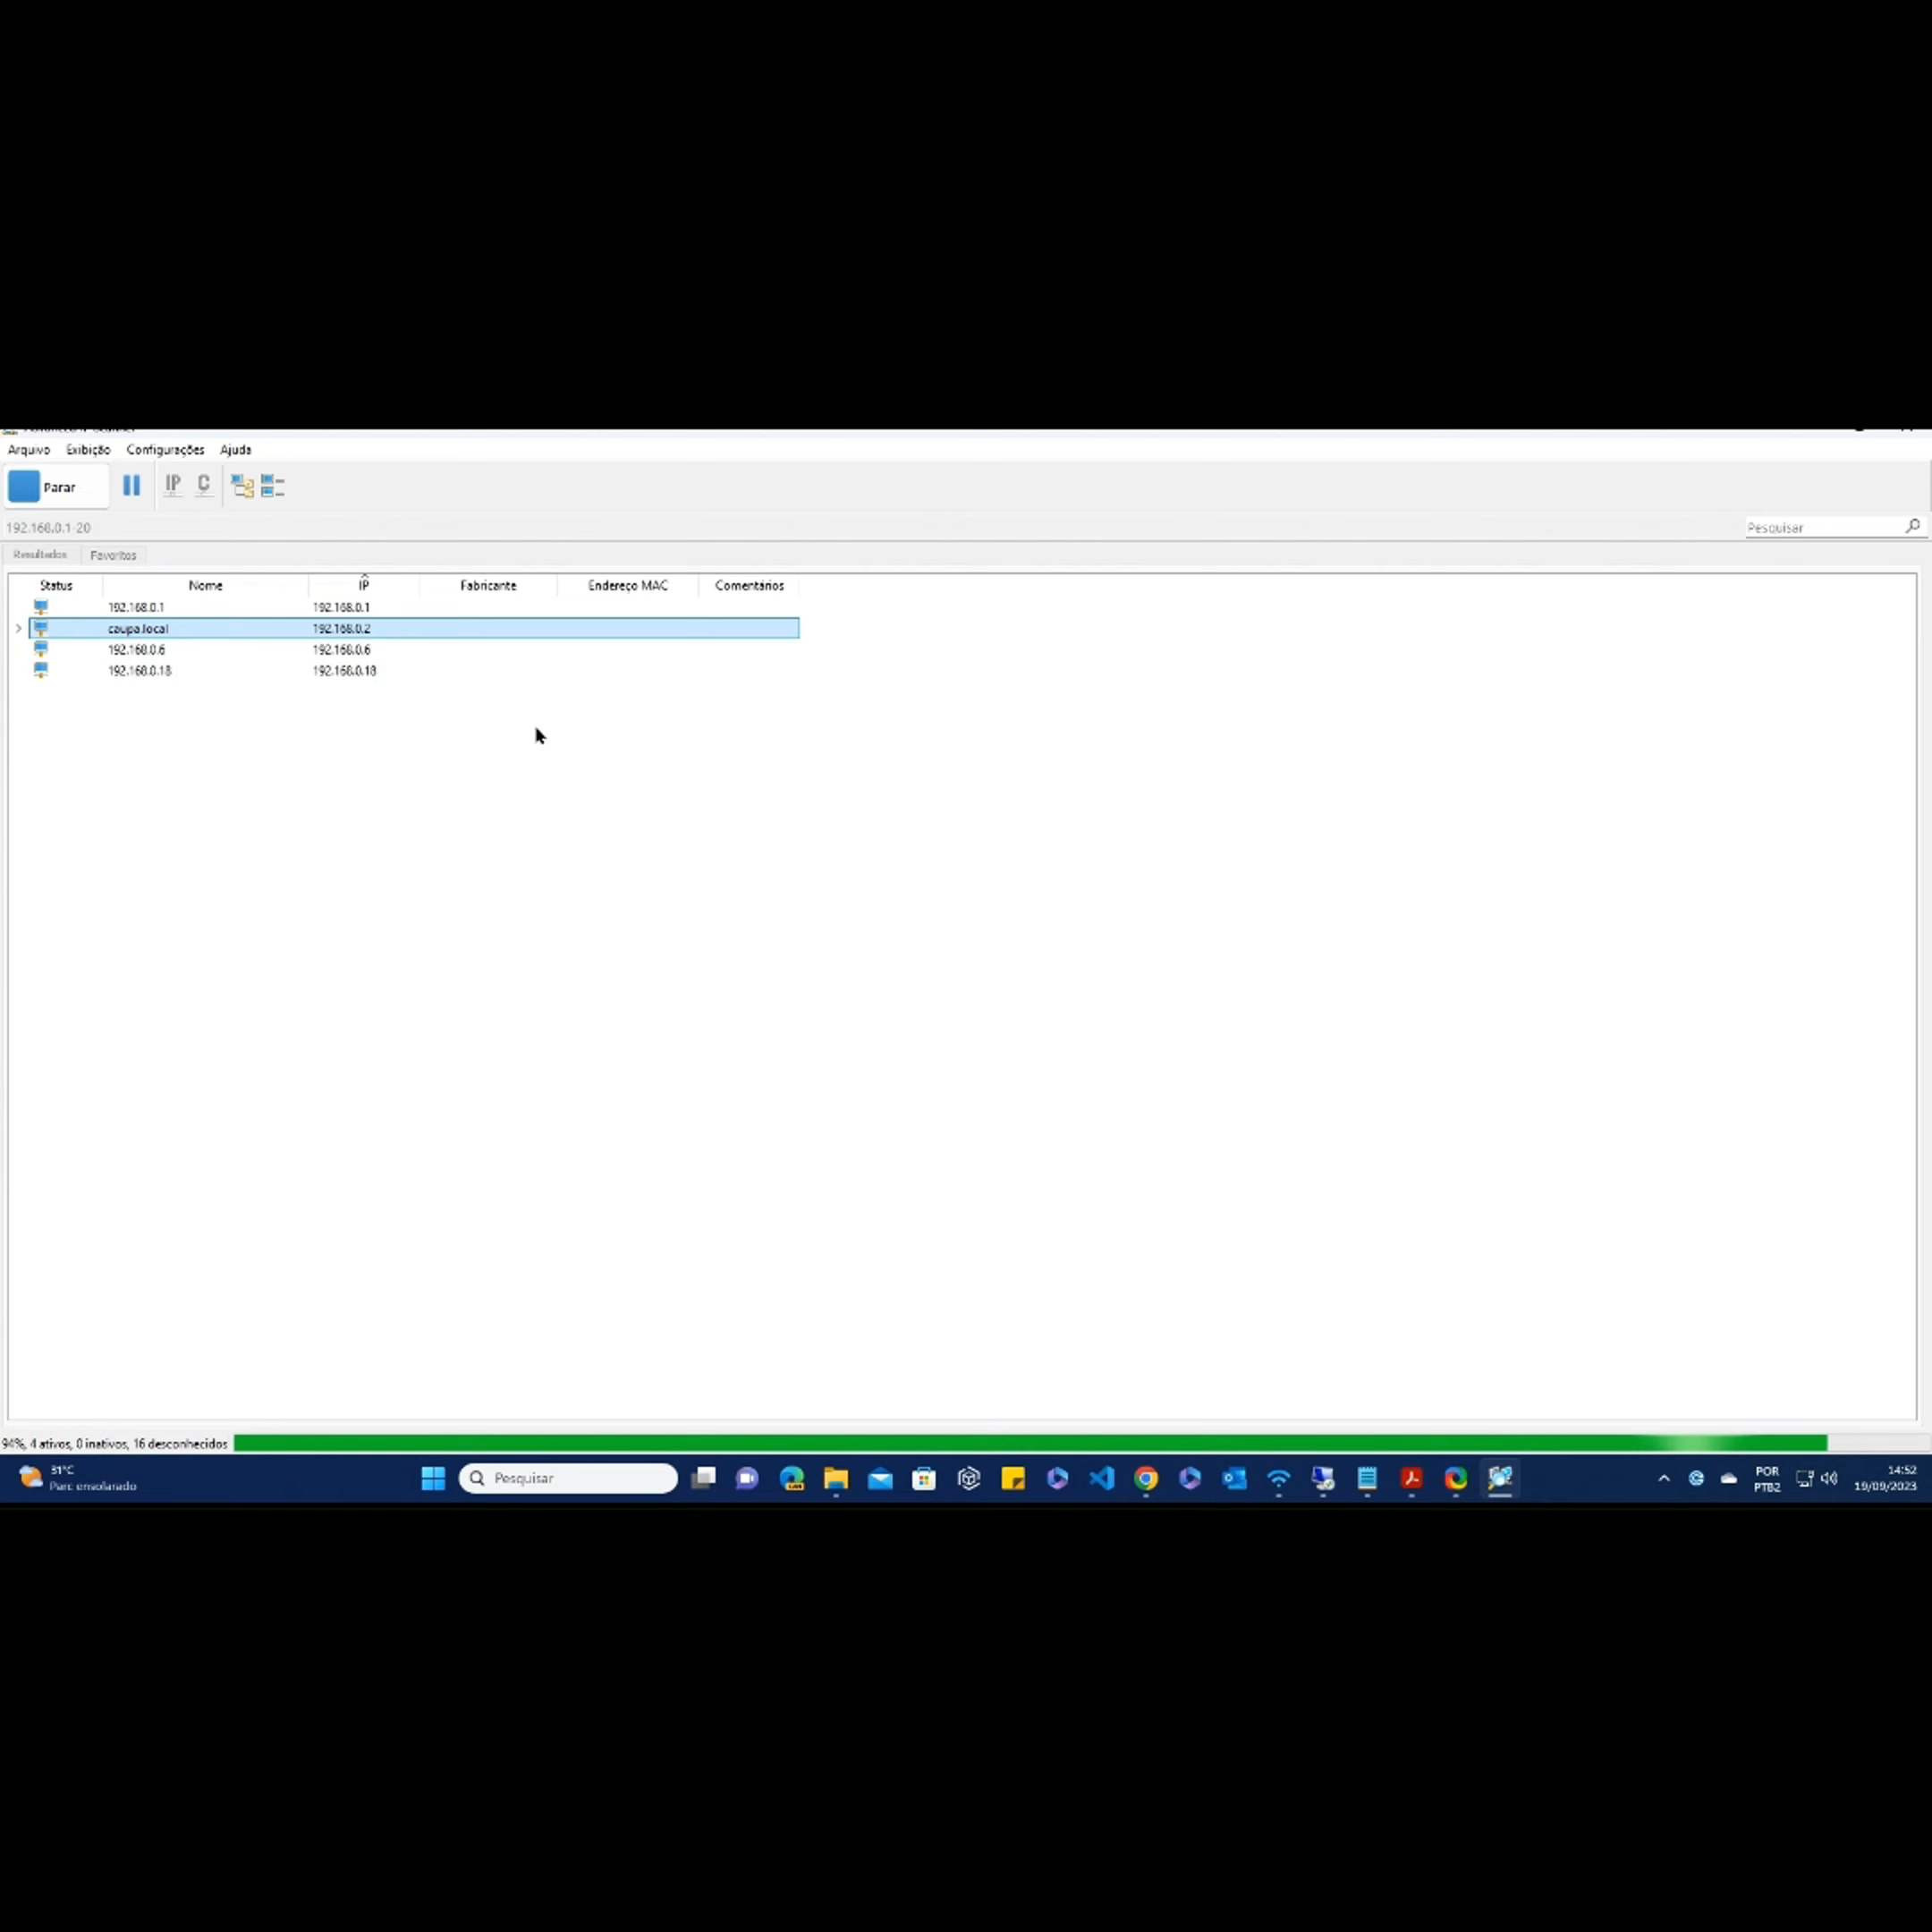 Arquivo Exibição Configurações Ajuda
Parar IP C
192.168.0.1-20 Pesquisar
Resultados Favoritos
Status Nome IP Fabricante Endereço MAC Comentários
192.168.0.1 192.168.0.1
caupa.local 192.168.0.2
192.168.0.6 192.168.0.6
192.168.0.18 192.168.0.18
94%, 4 ativos, 0 inativos, 16 desconhecidos
31°C
Parc ensolarado
Pesquisar
POR
PTB2
14:52
19/09/2023